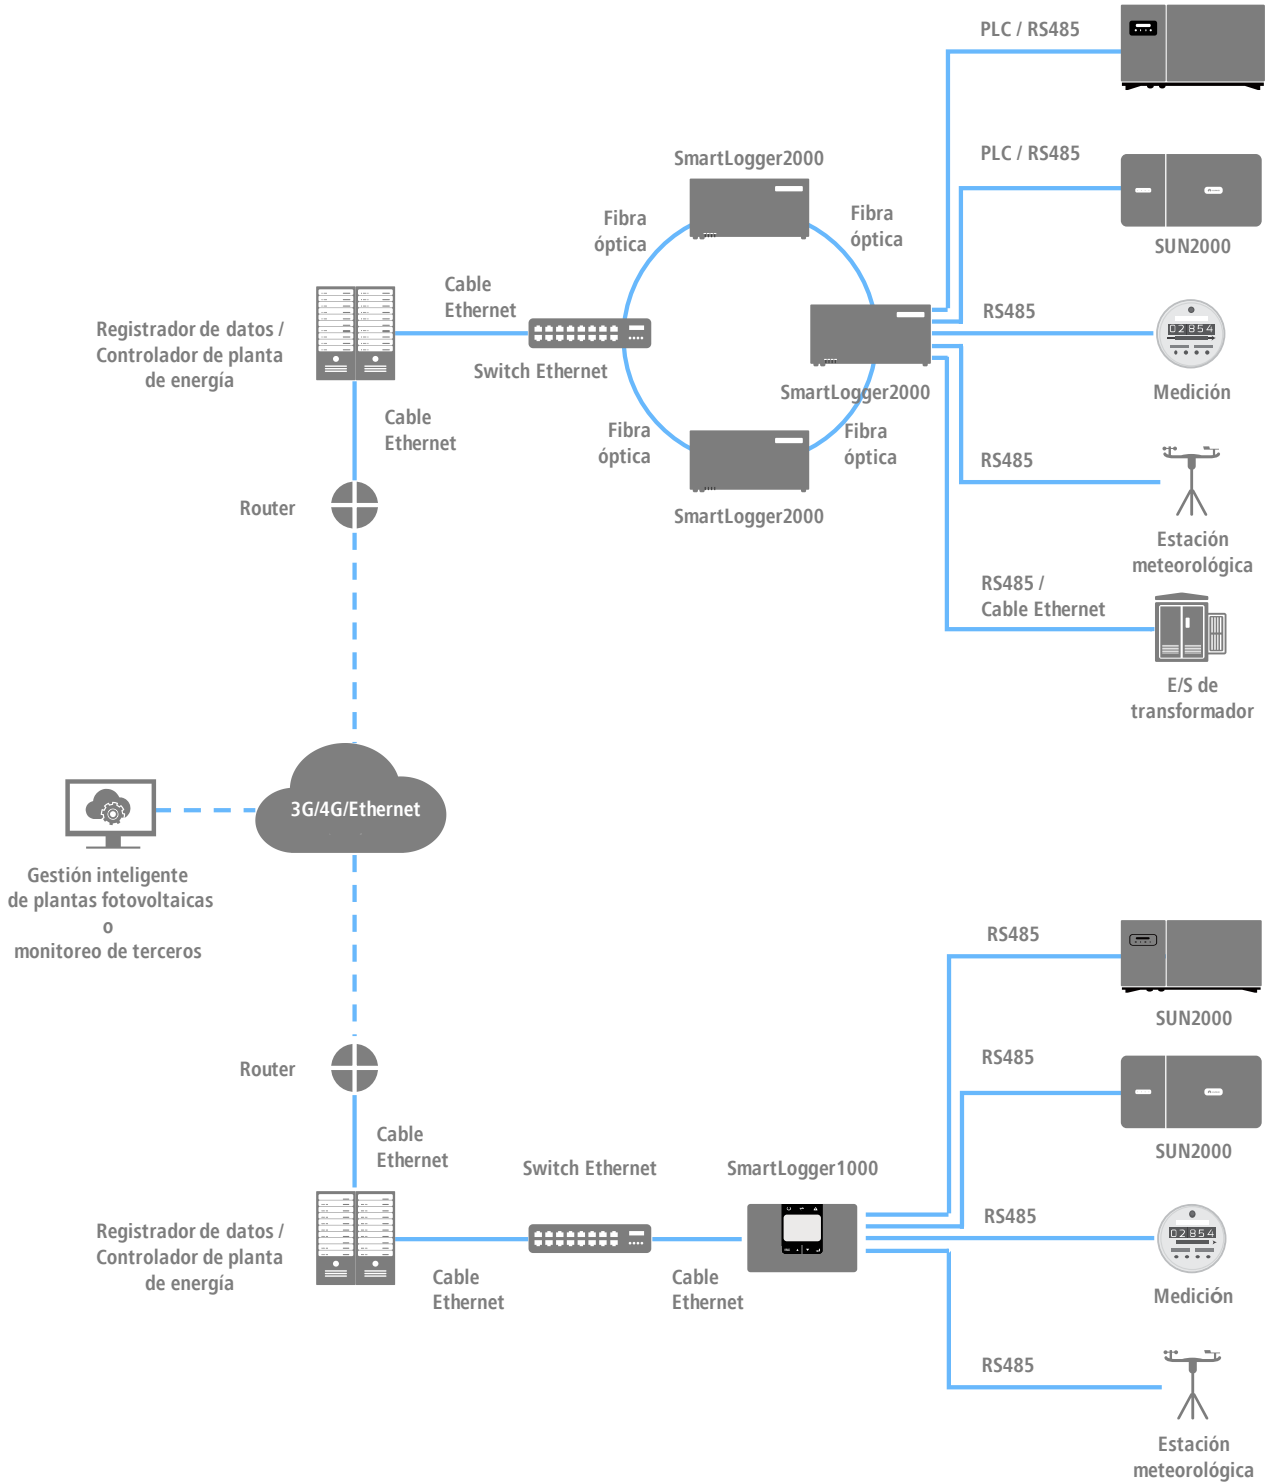 PLC / RS485
SmartLogger2000
PLC / RS485
Fibra
óptica
Fibra
óptica
SUN2000
Cable
Ethernet
RS485
Registrador de datos /
Controlador de planta
de energía
02854
Switch Ethernet
SmartLogger2000
Medición
Cable
Ethernet
Fibra
óptica
Fibra
óptica
RS485
Router
SmartLogger2000
Estación
meteorológica
RS485 /
Cable Ethernet
E/S de
transformador
3G/4G/Ethernet
Gestión inteligente
de plantas fotovoltaicas
o
monitoreo de terceros
RS485
SUN2000
Router
RS485
Cable
Ethernet
SUN2000
Switch Ethernet
SmartLogger1000
Registrador de datos /
Controlador de planta
de energía
RS485
02854
Cable
Ethernet
Cable
Ethernet
Medición
RS485
Estación
meteorológica